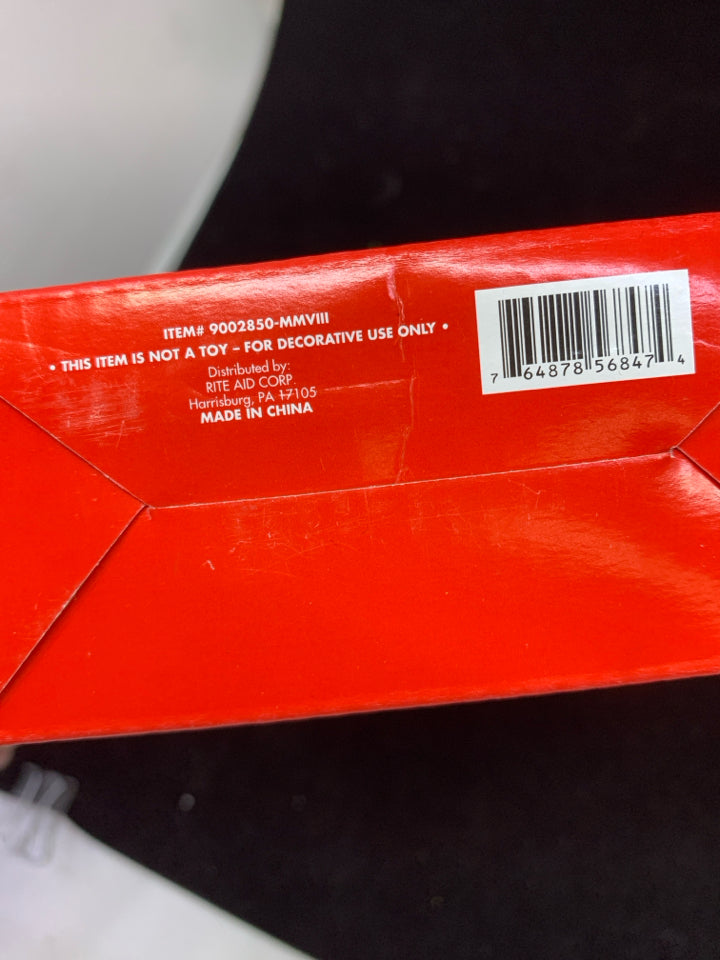 ITEM# 9002850-MMVIII
• THIS ITEM IS NOT A TOY – FOR DECORATIVE USE ONLY •
Distributed by:
RITE AID CORP.
Harrisburg, PA 17105
MADE IN CHINA
7 64878 56847 4